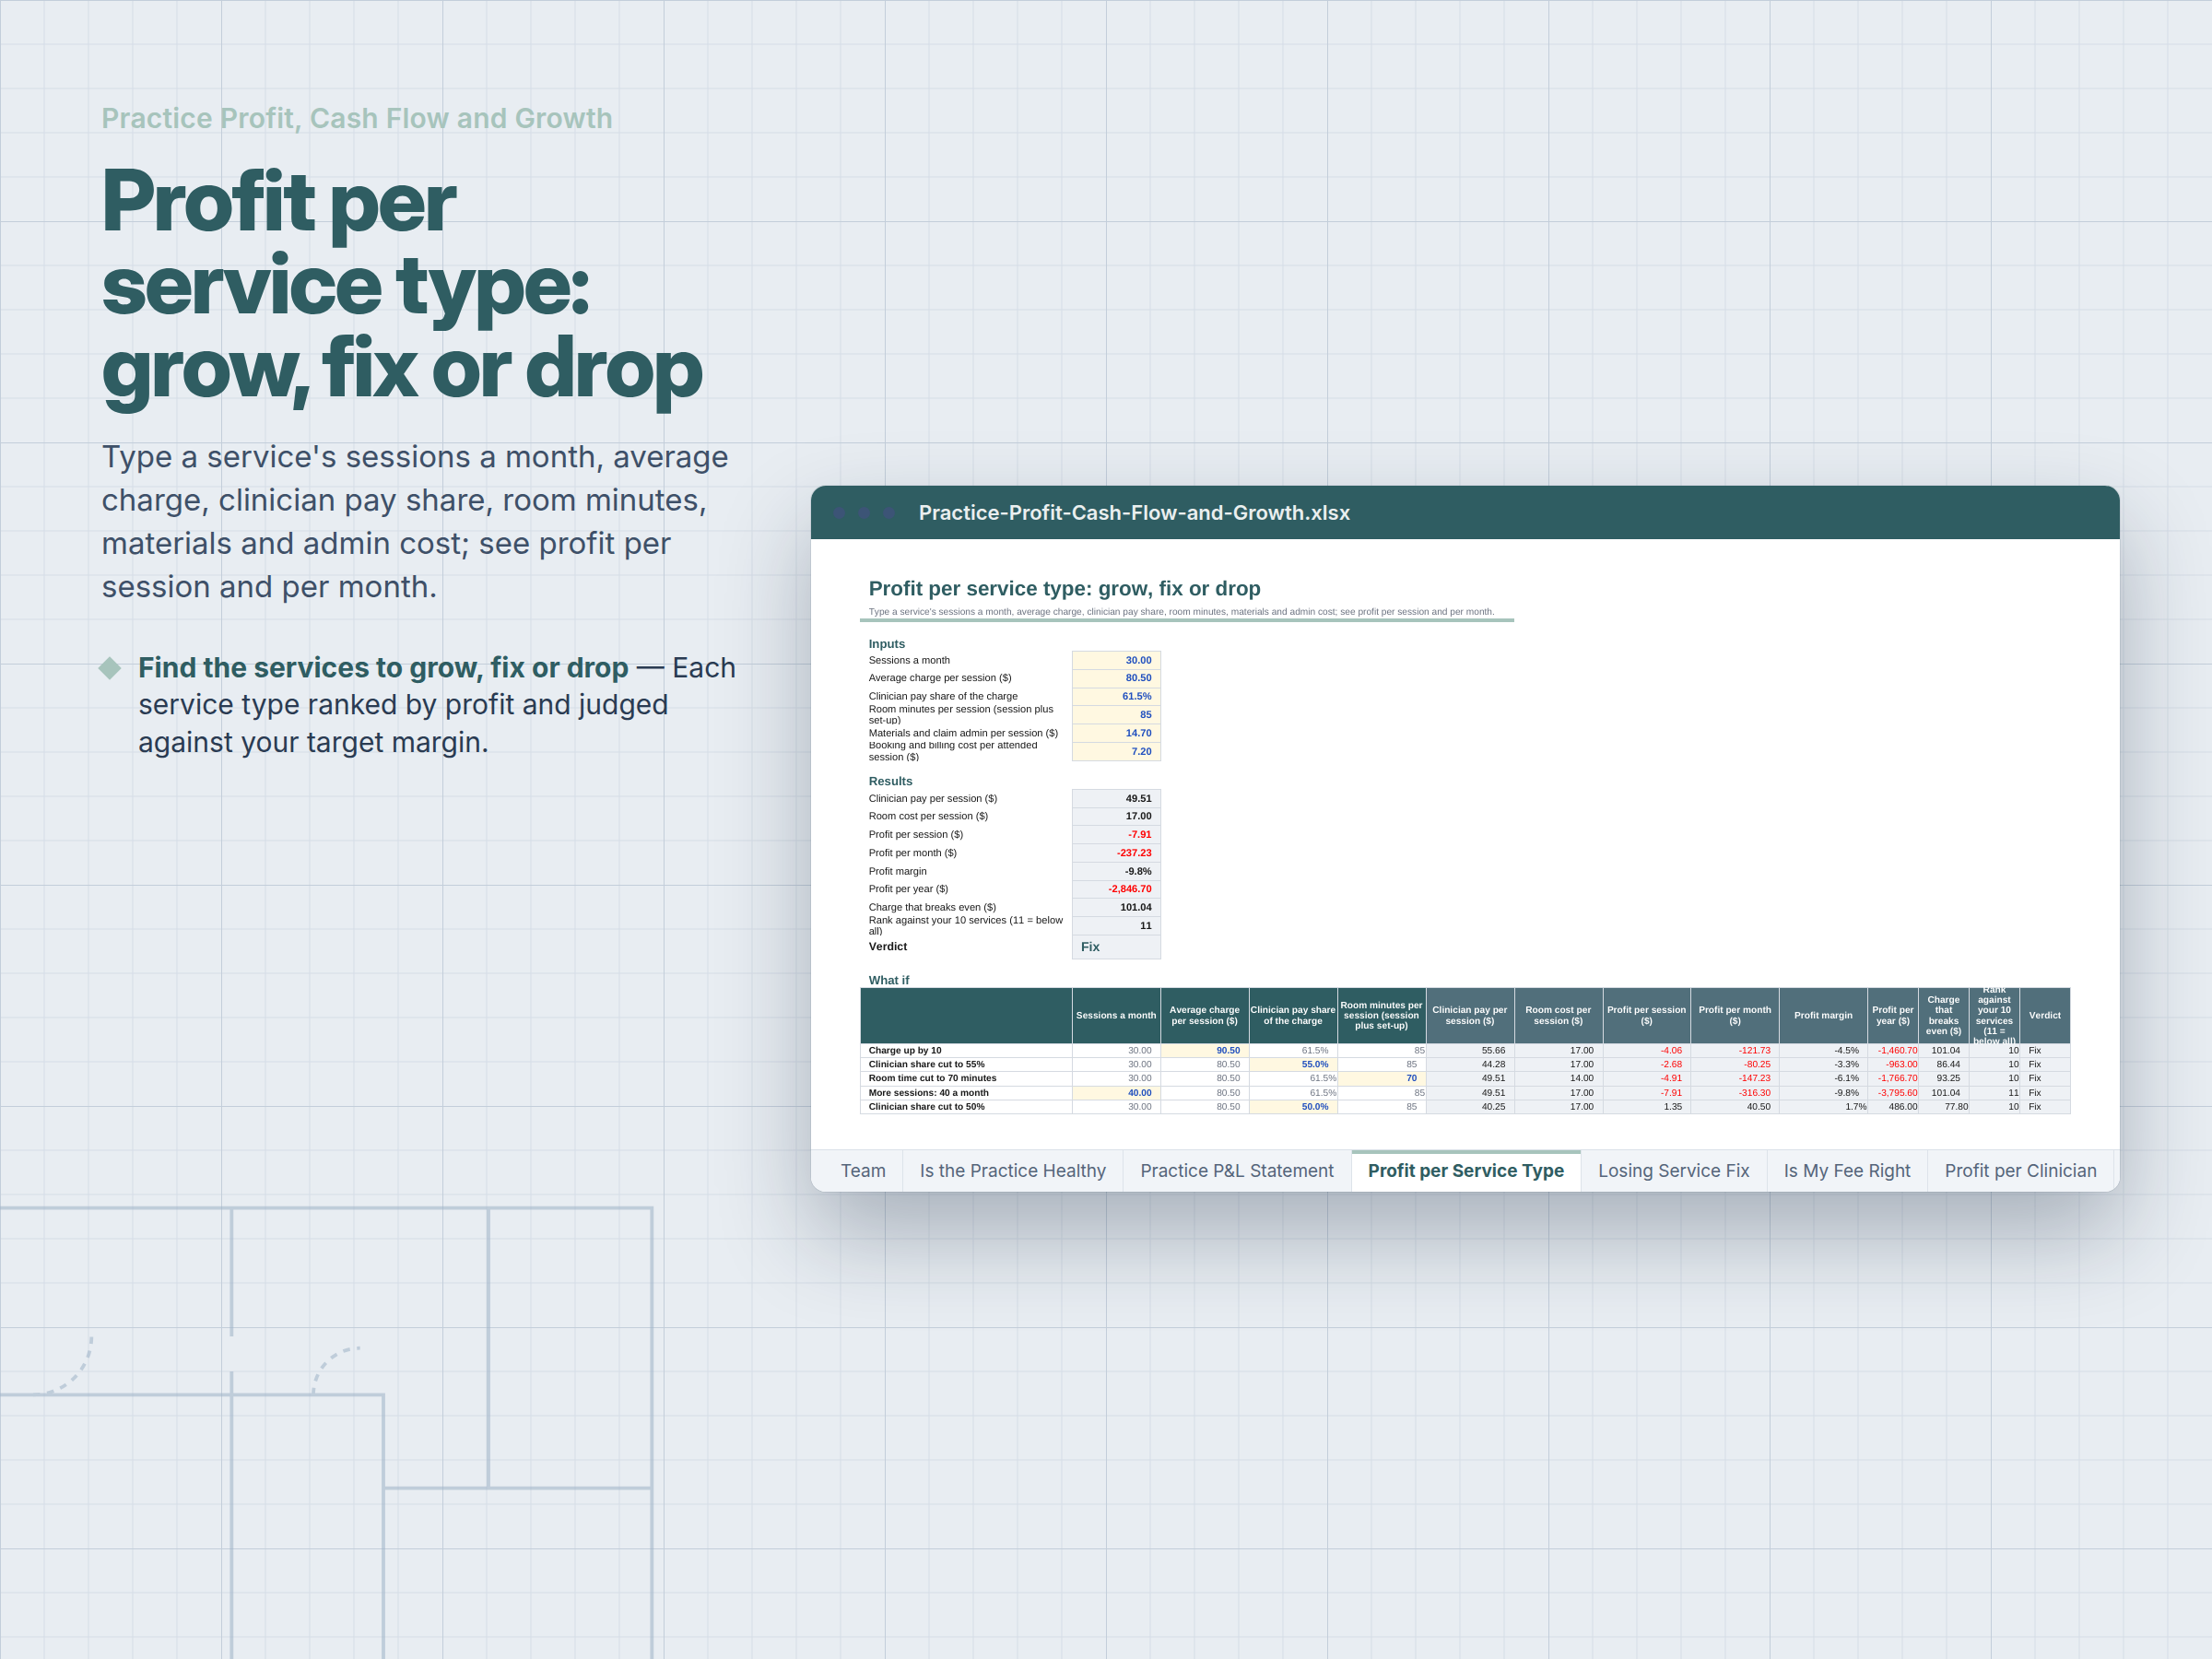 Practice Profit, Cash Flow and Growth
Profit per
service type:
grow, fix or drop
Type a service's sessions a month, average
charge, clinician pay share, room minutes,
materials and admin cost; see profit per
session and per month.
Find the services to grow, fix or drop — Each
service type ranked by profit and judged
against your target margin.
Practice-Profit-Cash-Flow-and-Growth.xlsx
Profit per service type: grow, fix or drop
Type a service's sessions a month, average charge, clinician pay share, room minutes, materials and admin cost; see profit per session and per month.
Inputs
Sessions a month 30.00
Average charge per session ($) 80.50
Clinician pay share of the charge 61.5%
Room minutes per session (session plus
set-up) 85
Materials and claim admin per session ($) 14.70
Booking and billing cost per attended
session ($) 7.20
Results
Clinician pay per session ($) 49.51
Room cost per session ($) 17.00
Profit per session ($) -7.91
Profit per month ($) -237.23
Profit margin -9.8%
Profit per year ($) -2,846.70
Charge that breaks even ($) 101.04
Rank against your 10 services (11 = below
all) 11
Verdict Fix
What if
Sessions a month
Average charge
per session ($)
Clinician pay share
of the charge
Room minutes per
session (session
plus set-up)
Clinician pay per
session ($)
Room cost per
session ($)
Profit per session
($)
Profit per month
($)
Profit margin
Profit per
year ($)
Charge
that
breaks
even ($)
Rank
against
your 10
services
(11 =
below all)
Verdict
Charge up by 10 30.00 90.50 61.5% 85 55.66 17.00 -4.06 -121.73 -4.5% -1,460.70 101.04 10 Fix
Clinician share cut to 55% 30.00 80.50 55.0% 85 44.28 17.00 -2.68 -80.25 -3.3% -963.00 86.44 10 Fix
Room time cut to 70 minutes 30.00 80.50 61.5% 70 49.51 14.00 -4.91 -147.23 -6.1% -1,766.70 93.25 10 Fix
More sessions: 40 a month 40.00 80.50 61.5% 85 49.51 17.00 -7.91 -316.30 -9.8% -3,795.60 101.04 11 Fix
Clinician share cut to 50% 30.00 80.50 50.0% 85 40.25 17.00 1.35 40.50 1.7% 486.00 77.80 10 Fix
Team Is the Practice Healthy Practice P&L Statement Profit per Service Type Losing Service Fix Is My Fee Right Profit per Clinician